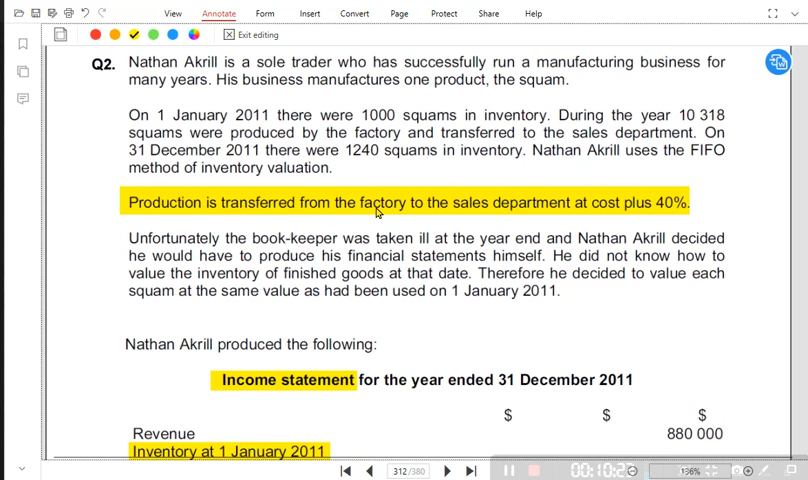 View Annotate Form Insert Convert Page Protect Share Help
Exit editing
Q2. Nathan Akrill is a sole trader who has successfully run a manufacturing business for
many years. His business manufactures one product, the squam.
On 1 January 2011 there were 1000 squams in inventory. During the year 10 318
squams were produced by the factory and transferred to the sales department. On
31 December 2011 there were 1240 squams in inventory. Nathan Akrill uses the FIFO
method of inventory valuation.
Production is transferred from the factory to the sales department at cost plus 40%.
Unfortunately the book-keeper was taken ill at the year end and Nathan Akrill decided
he would have to produce his financial statements himself. He did not know how to
value the inventory of finished goods at that date. Therefore he decided to value each
squam at the same value as had been used on 1 January 2011.
Nathan Akrill produced the following:
Income statement for the year ended 31 December 2011
$ $ $
Revenue 880 000
Inventory at 1 January 2011
312 /380
136%